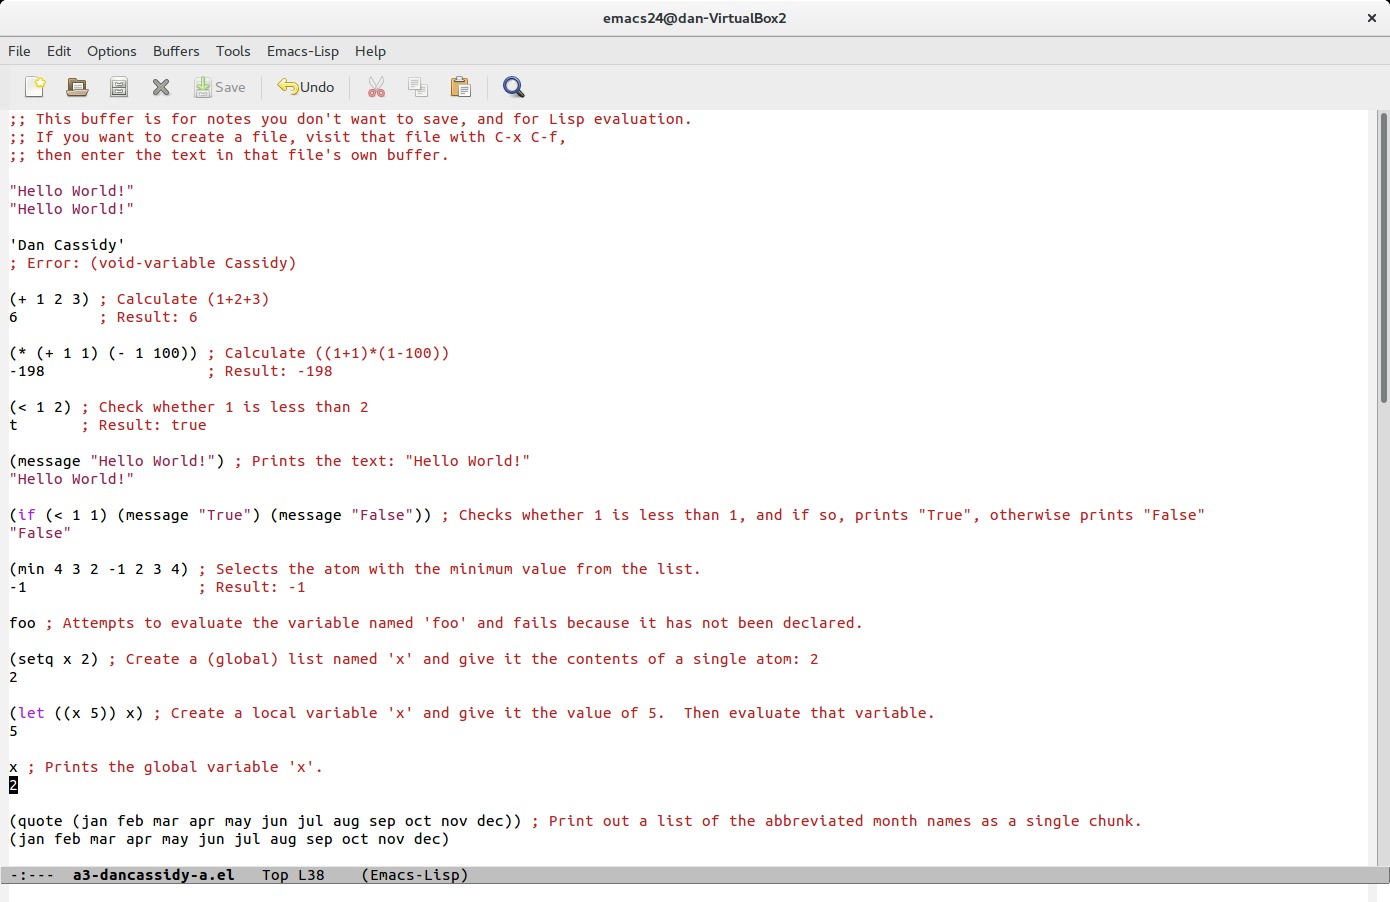 emacs24@dan-VirtualBox2
File Edit Options Buffers Tools Emacs-Lisp Help
Save Undo
;; This buffer is for notes you don't want to save, and for Lisp evaluation.
;; If you want to create a file, visit that file with C-x C-f,
;; then enter the text in that file's own buffer.
"Hello World!"
"Hello World!"
'Dan Cassidy'
; Error: (void-variable Cassidy)
(+ 1 2 3) ; Calculate (1+2+3)
6         ; Result: 6
(* (+ 1 1) (- 1 100)) ; Calculate ((1+1)*(1-100))
-198                  ; Result: -198
(< 1 2) ; Check whether 1 is less than 2
t       ; Result: true
(message "Hello World!") ; Prints the text: "Hello World!"
"Hello World!"
(if (< 1 1) (message "True") (message "False")) ; Checks whether 1 is less than 1, and if so, prints "True", otherwise prints "False"
"False"
(min 4 3 2 -1 2 3 4) ; Selects the atom with the minimum value from the list.
-1                   ; Result: -1
foo ; Attempts to evaluate the variable named 'foo' and fails because it has not been declared.
(setq x 2) ; Create a (global) list named 'x' and give it the contents of a single atom: 2
2
(let ((x 5)) x) ; Create a local variable 'x' and give it the value of 5.  Then evaluate that variable.
5
x ; Prints the global variable 'x'.
2
(quote (jan feb mar apr may jun jul aug sep oct nov dec)) ; Print out a list of the abbreviated month names as a single chunk.
(jan feb mar apr may jun jul aug sep oct nov dec)
-:---  a3-dancassidy-a.el   Top L38    (Emacs-Lisp)